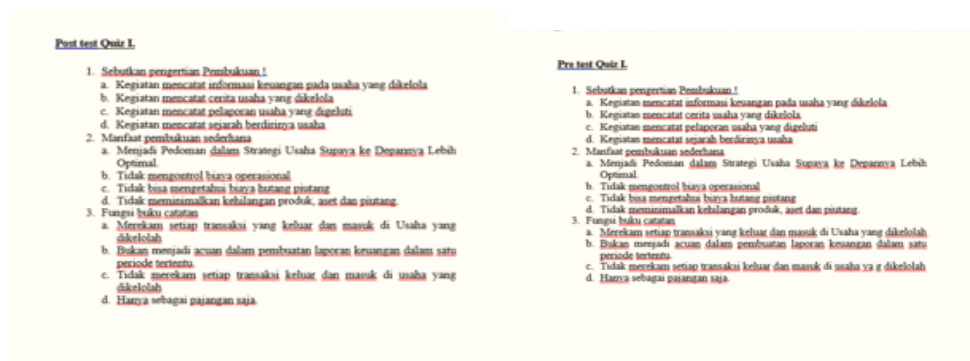 Post test Quiz I.
1. Sebutkan pengertian Pembukuan !
a. Kegiatan mencatat informasi keuangan pada usaha yang dikelola
b. Kegiatan mencatat cerita usaha yang dikelola
c. Kegiatan mencatat pelaporan usaha yang digeluti
d. Kegiatan mencatat sejarah berdirinya usaha
2. Manfaat pembukuan sederhana
a. Menjadi Pedoman dalam Strategi Usaha Supaya ke Depannya Lebih
Optimal.
b. Tidak mengontrol biaya operasional
c. Tidak bisa mengetahui biaya hutang piutang
d. Tidak meminimalkan kehilangan produk, aset dan piutang.
3. Fungsi buku catatan
a. Merekam setiap transaksi yang keluar dan masuk di Usaha yang
dikelolah
b. Bukan menjadi acuan dalam pembuatan laporan keuangan dalam satu
periode tertentu.
c. Tidak merekam setiap transaksi keluar dan masuk di usaha yang
dikelolah
d. Hanya sebagai pajangan saja.
Pre test Quiz I.
1. Sebutkan pengertian Pembukuan !
a. Kegiatan mencatat informasi keuangan pada usaha yang dikelola
b. Kegiatan mencatat cerita usaha yang dikelola
c. Kegiatan mencatat pelaporan usaha yang digeluti
d. Kegiatan mencatat sejarah berdirinya usaha
2. Manfaat pembukuan sederhana
a. Menjadi Pedoman dalam Strategi Usaha Supaya ke Depannya Lebih
Optimal.
b. Tidak mengontrol biaya operasional
c. Tidak bisa mengetahui biaya hutang piutang
d. Tidak meminimalkan kehilangan produk, aset dan piutang.
3. Fungsi buku catatan
a. Merekam setiap transaksi yang keluar dan masuk di Usaha yang dikelolah
b. Bukan menjadi acuan dalam pembuatan laporan keuangan dalam satu
periode tertentu.
c. Tidak merekam setiap transaksi keluar dan masuk di usaha ya g dikelolah
d. Hanya sebagai pajangan saja.